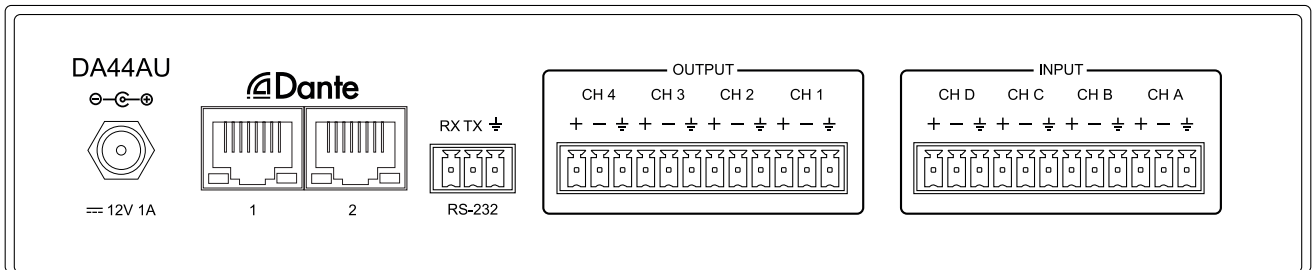 DA44AU
Dante
12V 1A
1 2
RX TX
RS-232
OUTPUT
CH 4 CH 3 CH 2 CH 1
+ − ⏚ + − ⏚ + − ⏚ + − ⏚
INPUT
CH D CH C CH B CH A
+ − ⏚ + − ⏚ + − ⏚ + − ⏚